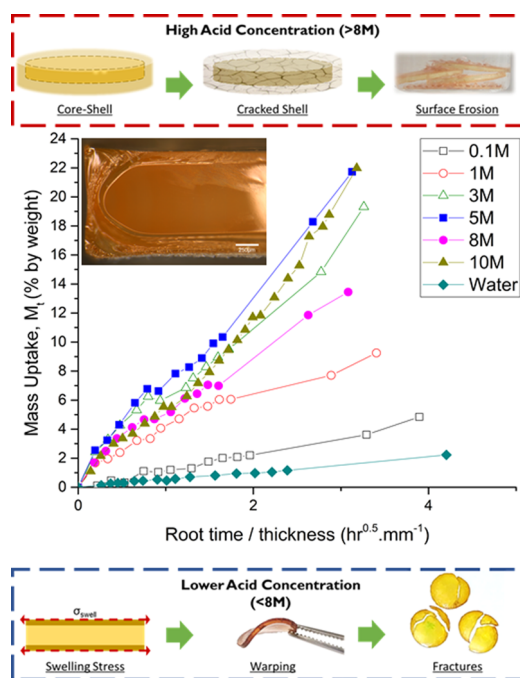 High Acid Concentration (>8M)
Core-Shell
Cracked Shell
Surface Erosion
Mass Uptake, Mt (% by weight)
24
22
20
18
16
14
12
10
8
6
4
2
0
0.1M
1M
3M
5M
8M
10M
Water
0
2
4
Root time / thickness (hr^0.5.mm^-1)
Lower Acid Concentration
(<8M)
σswell
Swelling Stress
Warping
Fractures